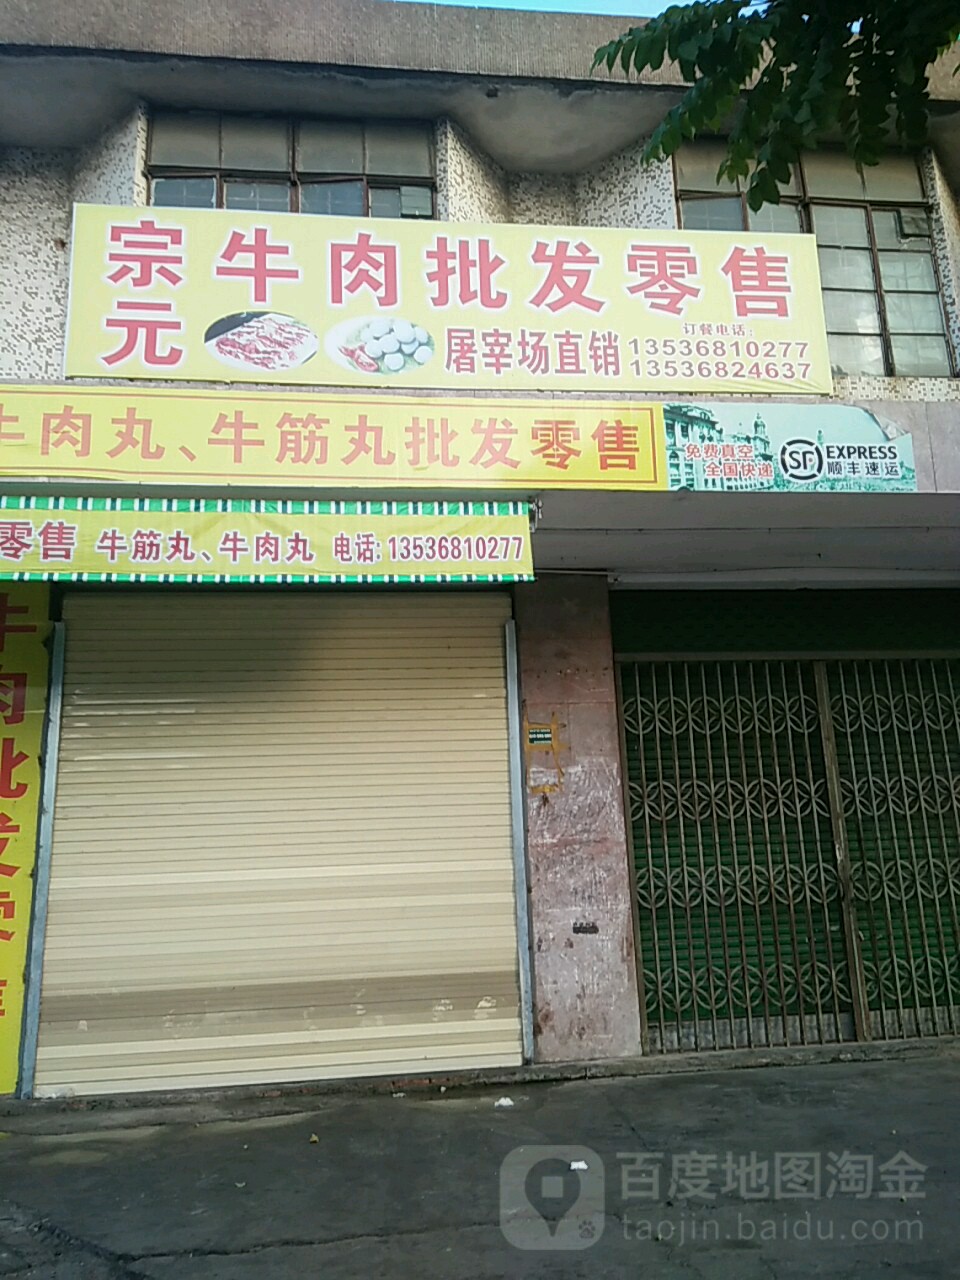 宗元
牛肉批发零售
屠宰场直销
订餐电话:
13536810277
13536824637
牛肉丸、牛筋丸批发零售
免费真空
全国快递
SF EXPRESS
顺丰速运
零售 牛筋丸、牛肉丸 电话:13536810277
牛肉批发零售
百度地图淘金
taojin.baidu.com